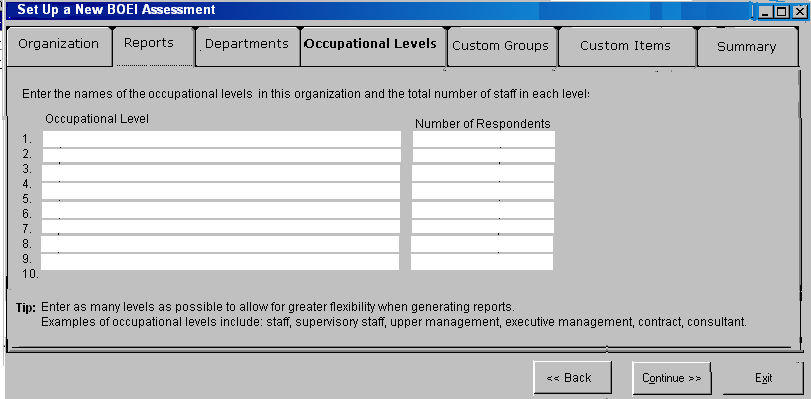 Set Up a New BOEI Assessment
Organization Reports Departments Occupational Levels Custom Groups Custom Items Summary
Enter the names of the occupational levels in this organization and the total number of staff in each level:
Occupational Level Number of Respondents
1.
2.
3.
4.
5.
6.
7.
8.
9.
10.
Tip: Enter as many levels as possible to allow for greater flexibility when generating reports.
Examples of occupational levels include: staff, supervisory staff, upper management, executive management, contract, consultant.
<< Back Continue >> Exit